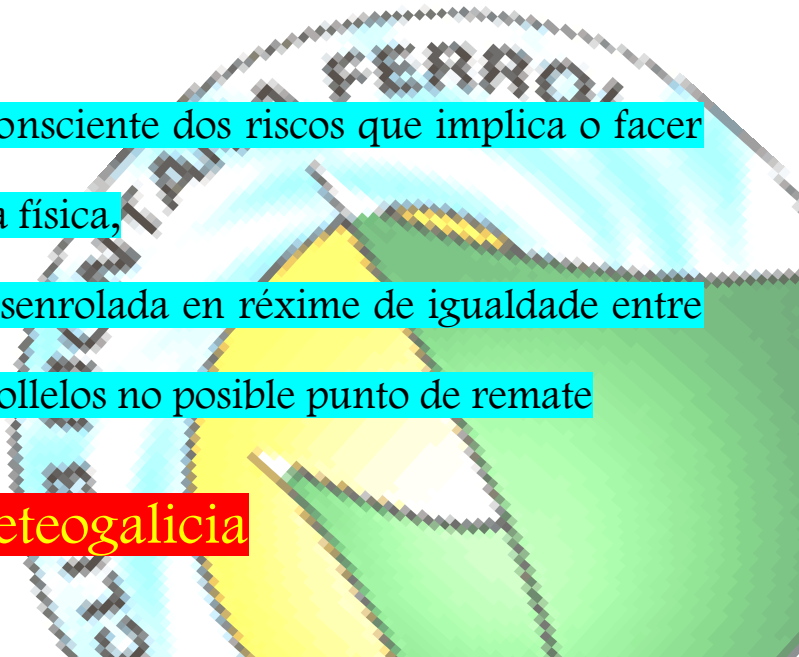 FERROL
onsciente dos riscos que implica o facer
a física,
senrolada en réxime de igualdade entre
ollelos no posible punto de remate
eteogalicia